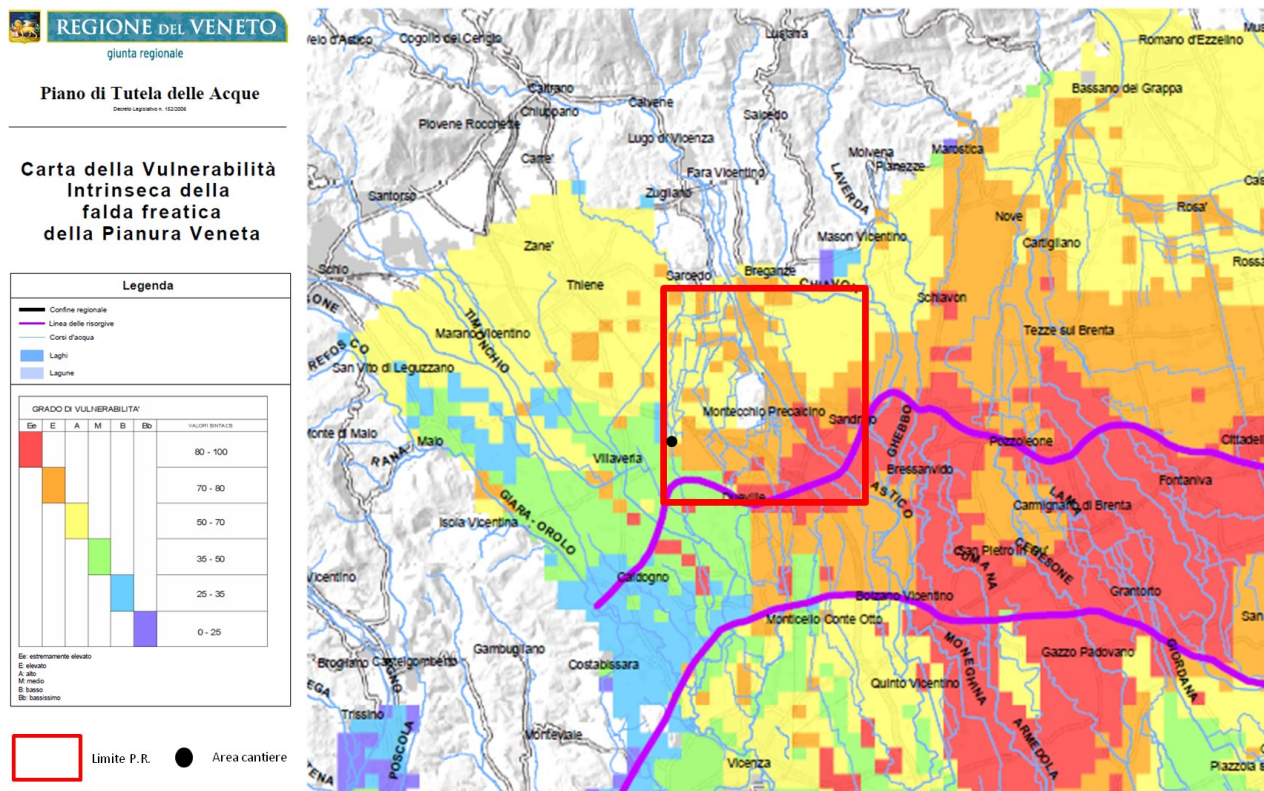 REGIONE DEL VENETO
giunta regionale
Piano di Tutela delle Acque
Decreto Legislativo n. 152/2006
Carta della Vulnerabilità
Intrinseca della
falda freatica
della Pianura Veneta
Legenda
Confine regionale
Linea delle risorgive
Corsi d'acqua
Laghi
Lagune
GRADO DI VULNERABILITA'
Ee E A M B Bb VALORI SINTACS
80 - 100
70 - 80
50 - 70
35 - 50
25 - 35
0 - 25
Ee: estremamente elevato
E: elevato
A: alto
M: medio
B: basso
Bb: bassissimo
Limite P.R.
Area cantiere
Cogollo del Cengio
Romano d'Ezzelino
Caltrano
Calvene
Bassano del Grappa
Chiuppano
Salcedo
Piovene Rocchette
Lugo di Vicenza
Marostica
Carre'
Molvena
Pianezze
Fara Vicentino
LAVERDA
Santorso
Zugliano
Rosa'
Nove
Cartigliano
Zane'
Mason Vicentino
Schio
Sarcedo
Breganze
Thiene
Schiavon
TIMONCHIO
Marano Vicentino
Tezze sul Brenta
San Vito di Leguzzano
Montecchio Precalcino
Sandrigo
GHEBBO
Malo
Pozzoleone
RANA
Villaverla
Bressanvido
Fontaniva
GIARA-OROLO
Dueville
ASTICO
LAMA
Carmignano di Brenta
Isola Vicentina
CERESONE
Caldogno
Grantorto
Bolzano Vicentino
Monticello Conte Otto
Gambugliano
MONEGHINA
Gazzo Padovano
Costabissara
GIORDANA
Castelgomberto
Quinto Vicentino
Trissino
POSCOLA
Monteviale
ARMEDOLA
Vicenza